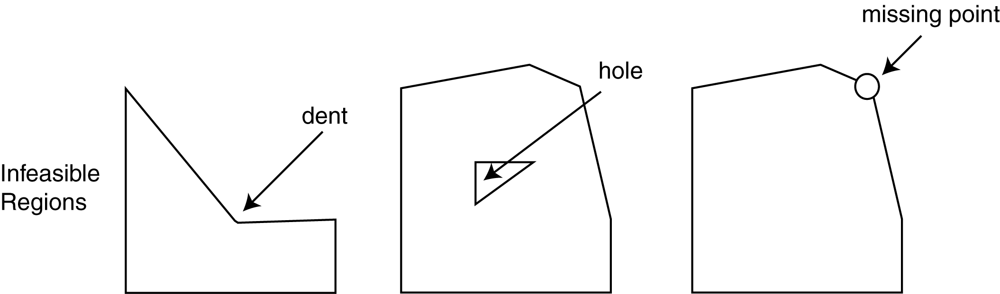 missing point
hole
dent
Infeasible
Regions